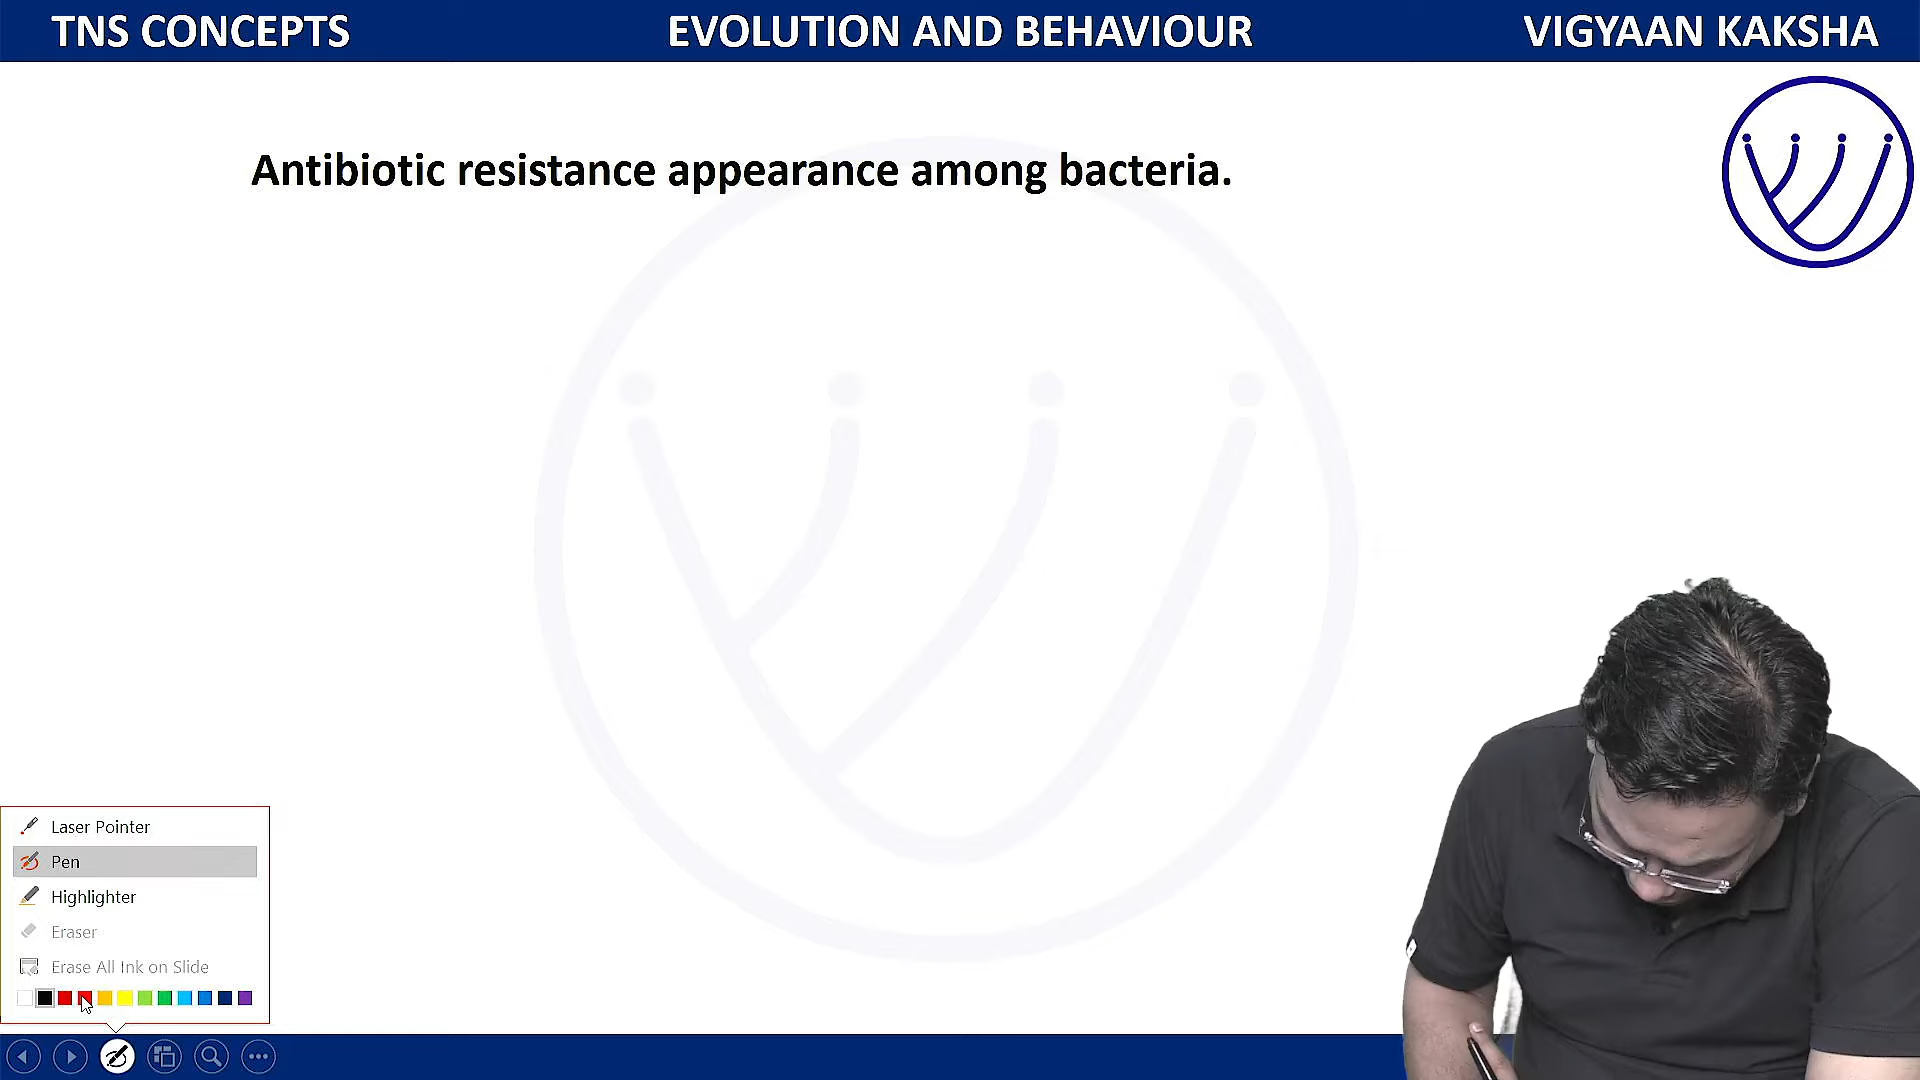 TNS CONCEPTS
EVOLUTION AND BEHAVIOUR
VIGYAAN KAKSHA
Antibiotic resistance appearance among bacteria.
Laser Pointer
Pen
Highlighter
Eraser
Erase All Ink on Slide